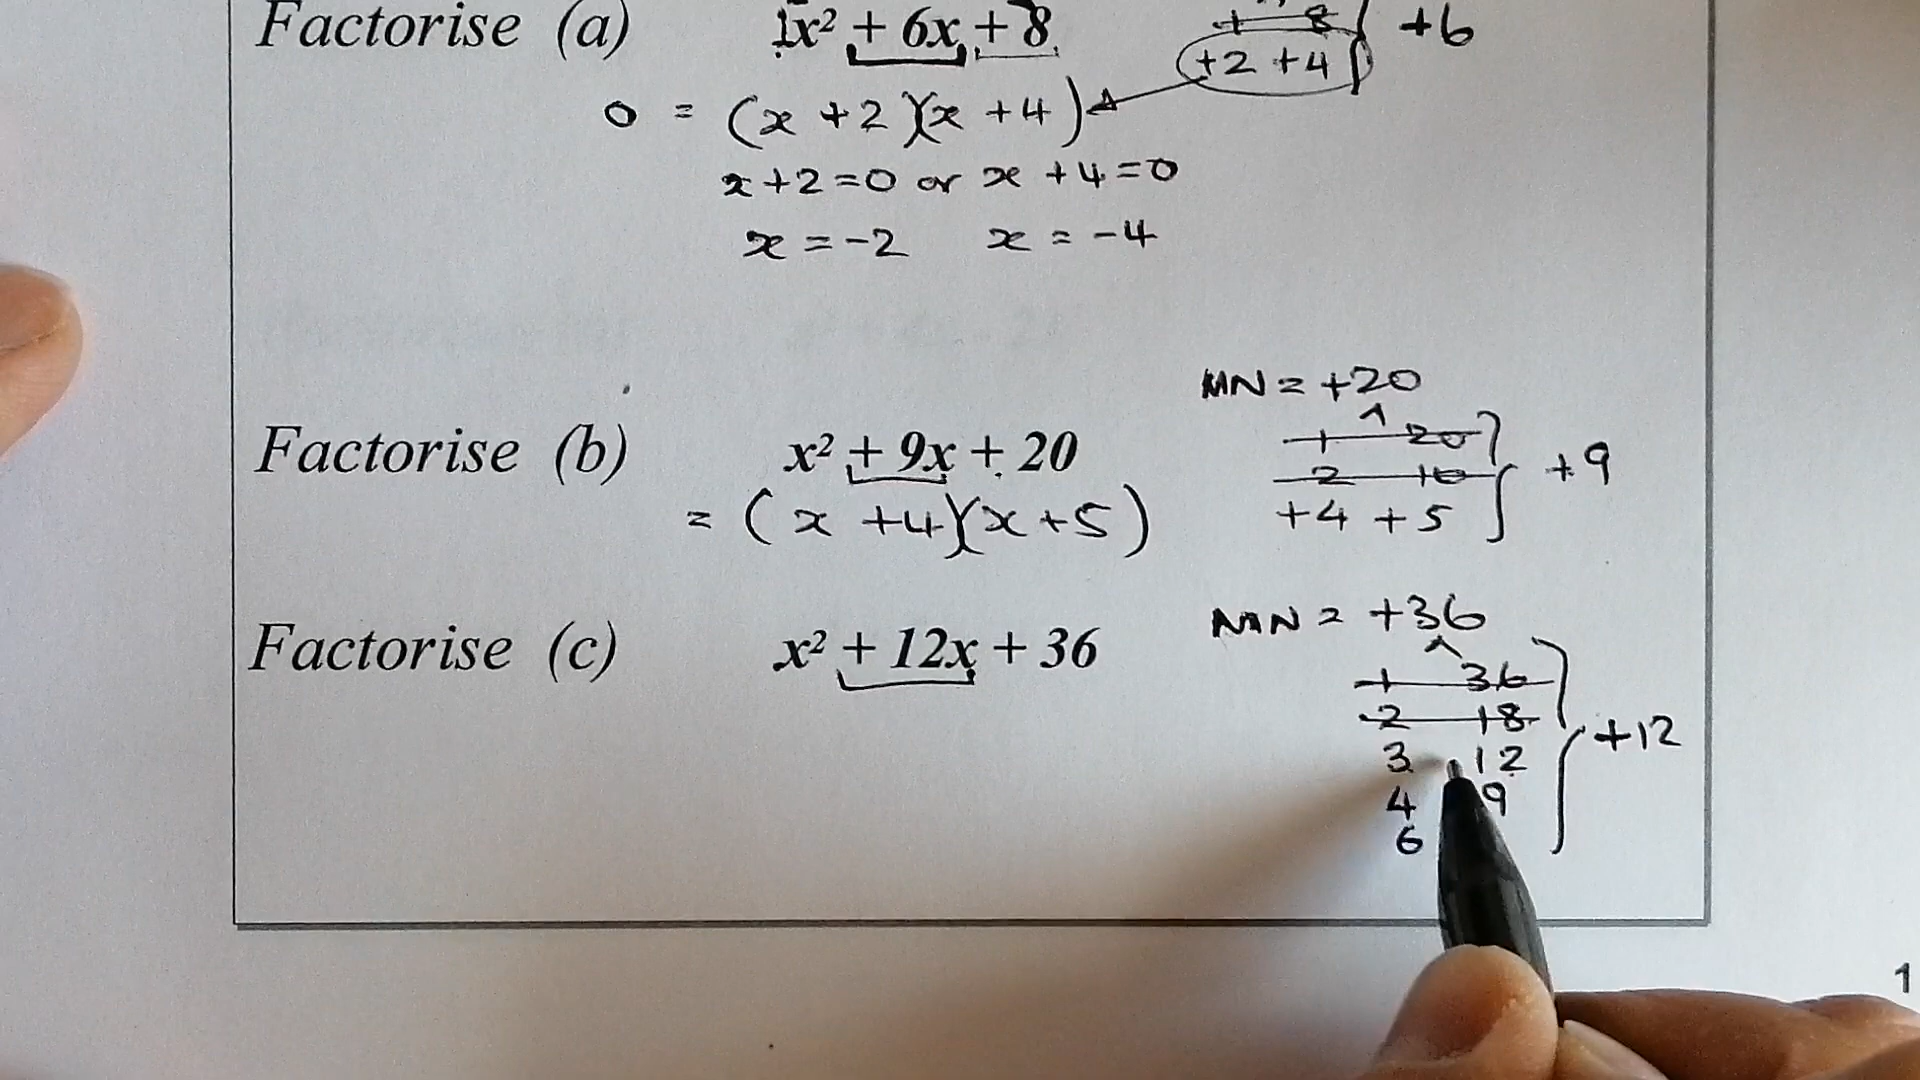 Factorise (a) 1x² + 6x + 8
+ 8
+6
+2 +4
0 = (x +2)(x +4)
x+2=0 or x +4=0
x = -2 x = -4
MN = +20
1 20
Factorise (b) x² + 9x + 20
2 10
+9
= (x +4)(x+5)
+4 +5
MN = +36
Factorise (c) x² + 12x + 36
1 36
2 18
+12
3 12
4 9
6
1